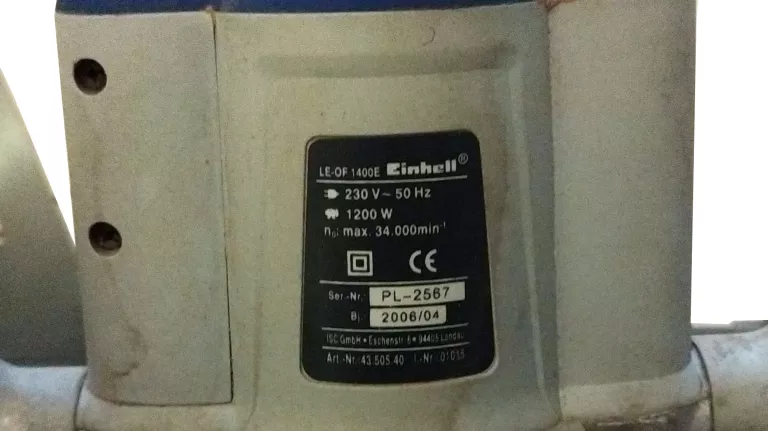 LE-OF 1400E Einhell®
230 V~ 50 Hz
1200 W
n₀: max. 34.000min⁻¹
CE
Ser.-Nr. PL-2567
Bj. 2006/04
ISC GmbH • Eschenstr 6 • 94405 Landau
Art.-Nr.: 43.505.40 I.-Nr.: 01035